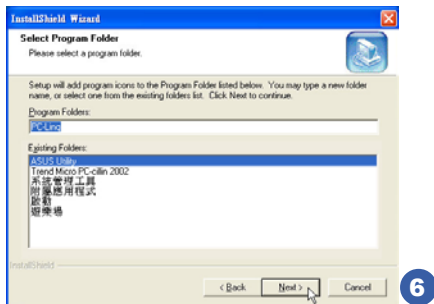 InstallShield Wizard
Select Program Folder
Please select a program folder.
Setup will add program icons to the Program Folder listed below. You may type a new folder
name, or select one from the existing folders list. Click Next to continue.
Program Folders:
PC-Linq
Existing Folders:
ASUS Utility
Trend Micro PC-cillin 2002
系統管理工具
附屬應用程式
啟動
遊樂場
InstallShield
< Back
Next >
Cancel
6